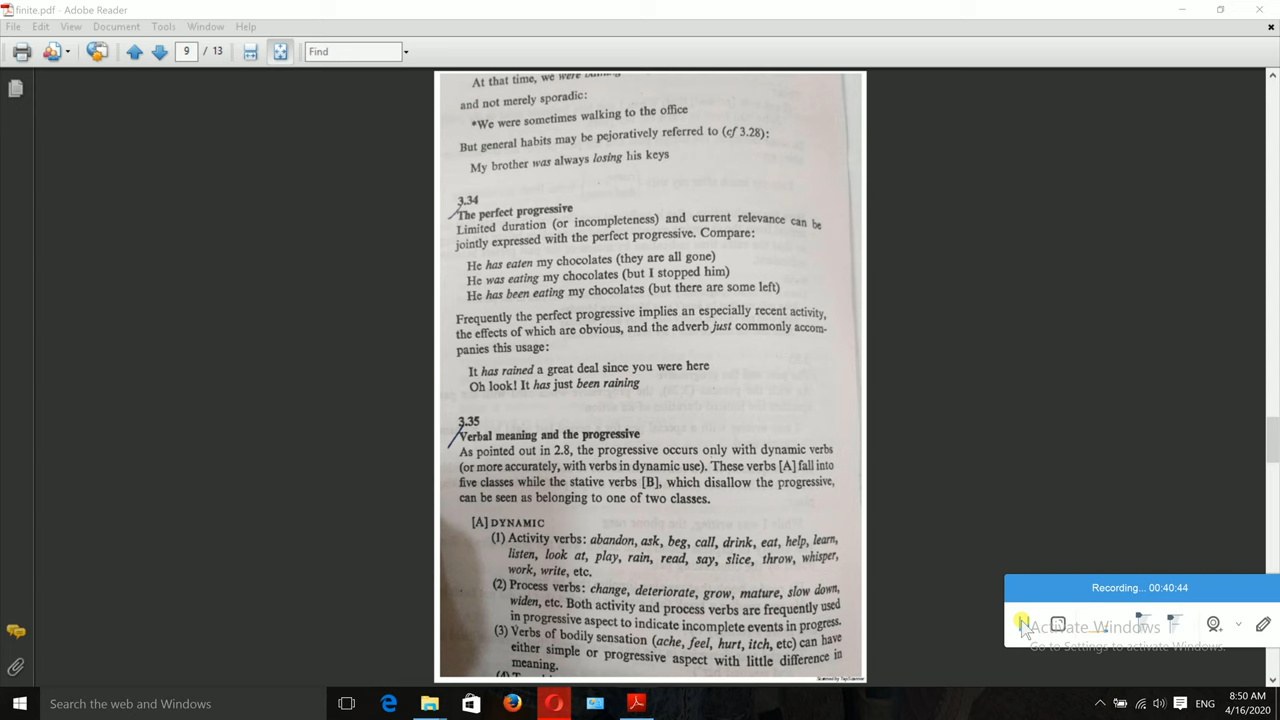 finite.pdf - Adobe Reader
File Edit View Document Tools Window Help
9 / 13 Find
At that time, we were
and not merely sporadic:
*We were sometimes walking to the office
But general habits may be pejoratively referred to (cf 3.28):
My brother was always losing his keys
3.34
The perfect progressive
Limited duration (or incompleteness) and current relevance can be
jointly expressed with the perfect progressive. Compare:
He has eaten my chocolates (they are all gone)
He was eating my chocolates (but I stopped him)
He has been eating my chocolates (but there are some left)
Frequently the perfect progressive implies an especially recent activity,
the effects of which are obvious, and the adverb just commonly accom-
panies this usage:
It has rained a great deal since you were here
Oh look! It has just been raining
3.35
Verbal meaning and the progressive
As pointed out in 2.8, the progressive occurs only with dynamic verbs
(or more accurately, with verbs in dynamic use). These verbs [A] fall into
five classes while the stative verbs [B], which disallow the progressive,
can be seen as belonging to one of two classes.
[A] DYNAMIC
(1) Activity verbs: abandon, ask, beg, call, drink, eat, help, learn,
listen, look at, play, rain, read, say, slice, throw, whisper,
work, write, etc.
(2) Process verbs: change, deteriorate, grow, mature, slow down,
widen, etc. Both activity and process verbs are frequently used
in progressive aspect to indicate incomplete events in progress.
(3) Verbs of bodily sensation (ache, feel, hurt, itch, etc) can have
either simple or progressive aspect with little difference in
meaning.
Recording... 00:40:44
Activate Windows
Go to Settings to activate Windows.
Search the web and Windows
ENG
8:50 AM
4/16/2020